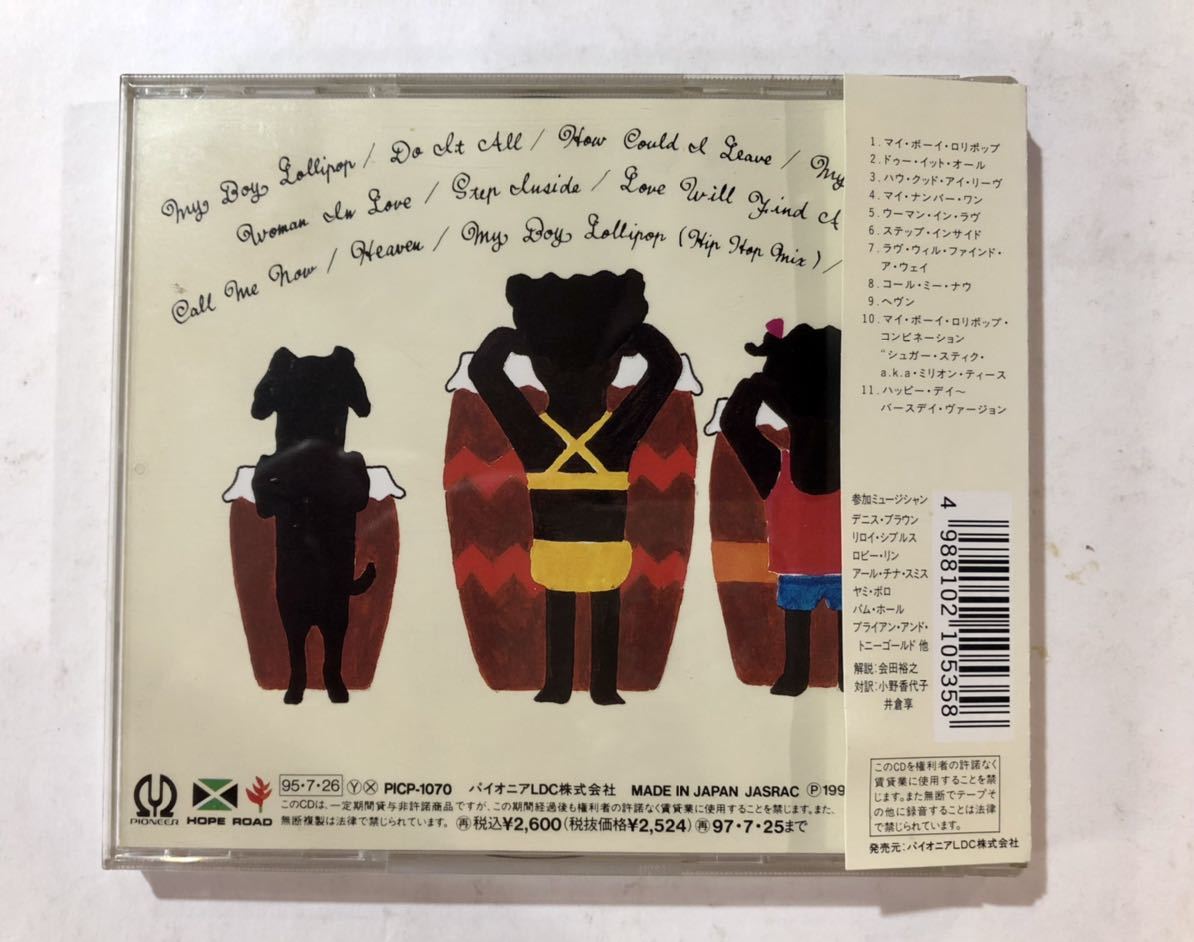 My Boy Lollipop / Do It All / How Could I Leave / My
Woman In Love / Step Inside / Love Will Find A
Call Me Now / Heaven / My Boy Lollipop (Hip Hop Mix) /
1. マイ・ボーイ・ロリポップ
2. ドゥー・イット・オール
3. ハウ・クッド・アイ・リーヴ
4. マイ・ナンバー・ワン
5. ウーマン・イン・ラヴ
6. ステップ・インサイド
7. ラヴ・ウィル・ファインド・
ア・ウェイ
8. コール・ミー・ナウ
9. ヘヴン
10. マイ・ボーイ・ロリポップ・
コンビネーション
“シュガー・スティク・
a.k.a・ミリオン・ティース
11. ハッピー・デイ〜
バースデイ・ヴァージョン
参加ミュージシャン
デニス・ブラウン
リロイ・シブルス
ロビー・リン
アール・チナ・スミス
ヤミ・ボロ
パム・ホール
ブライアン・アンド・
トニーゴールド 他
解説:会田裕之
対訳:小野香代子
井倉享
4 988102 105358
このCDを権利者の許諾なく
賃貸業に使用することを禁
じます。また無断でテープそ
の他に録音することは法律
で禁じられています。
発売元:パイオニアLDC株式会社
PIONEER
HOPE ROAD
95・7・26 Ⓨ Ⓧ PICP-1070 パイオニアLDC株式会社 MADE IN JAPAN JASRAC Ⓟ199
このCDは、一定期間貸与非許諾商品ですが、この期間経過後も権利者の許諾なく賃貸業に使用することを禁じます。また、
無断複製は法律で禁じられています。 ㊢税込¥2,600(税抜価格¥2,524)㊢97・7・25まで